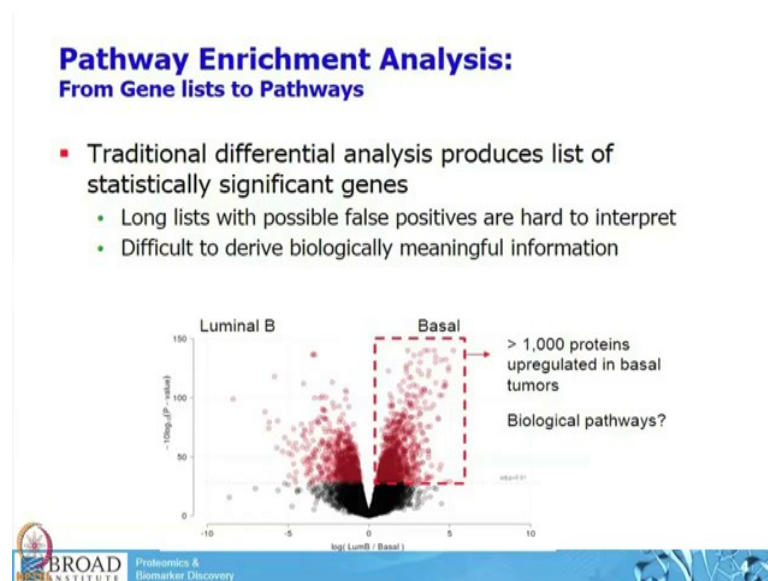 Pathway Enrichment Analysis:
From Gene lists to Pathways
Traditional differential analysis produces list of
statistically significant genes
Long lists with possible false positives are hard to interpret
Difficult to derive biologically meaningful information
Luminal B
Basal
150
100
50
0
-10log₁₀(P - value)
-10
-5
0
5
10
log( LumB / Basal )
> 1,000 proteins
upregulated in basal
tumors
Biological pathways?
BROAD
INSTITUTE
Proteomics &
Biomarker Discovery
4